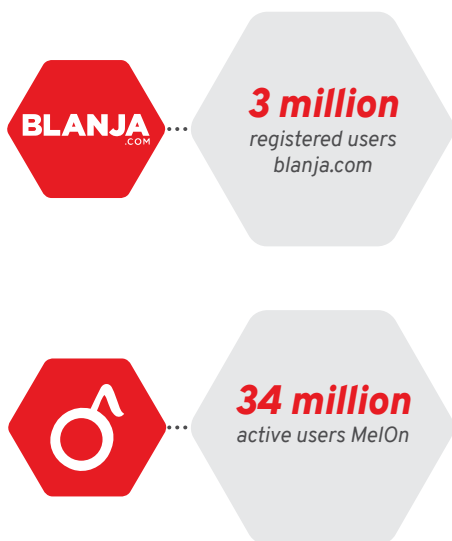 BLANJA
.COM
3 million
registered users
blanja.com
34 million
active users MelOn